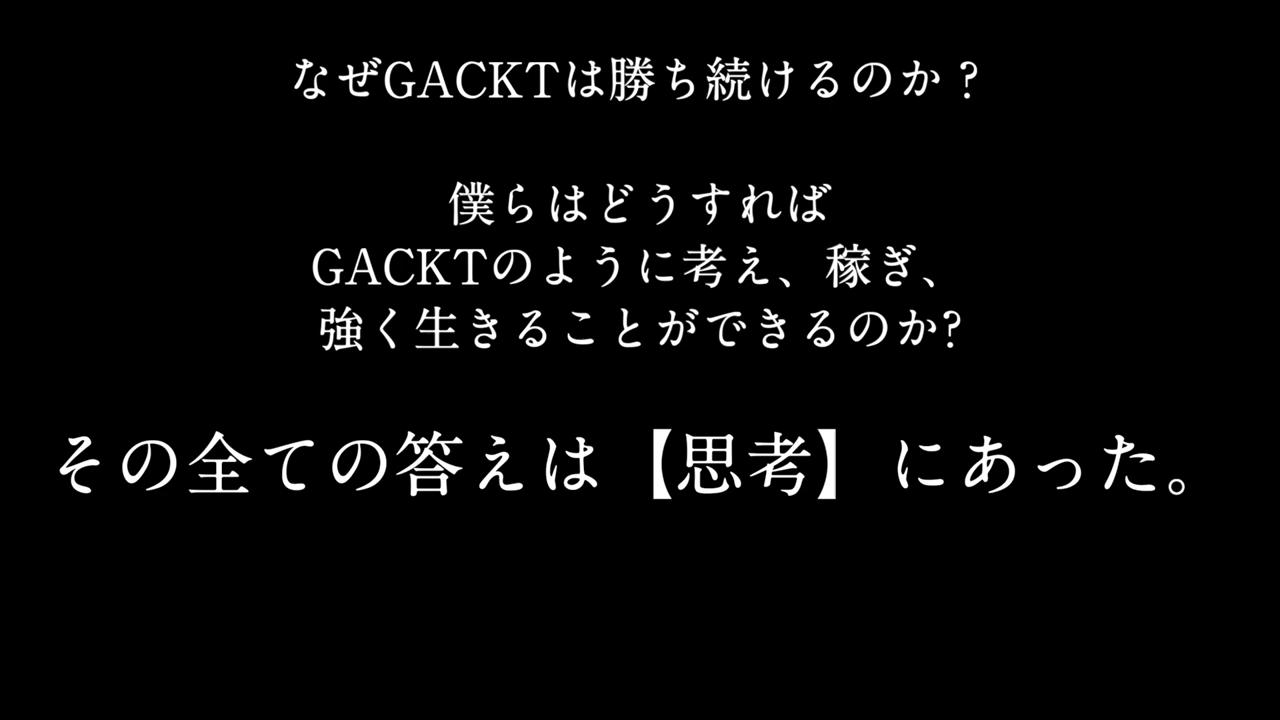 なぜGACKTは勝ち続けるのか？
僕らはどうすれば
GACKTのように考え、稼ぎ、
強く生きることができるのか?
その全ての答えは【思考】にあった。